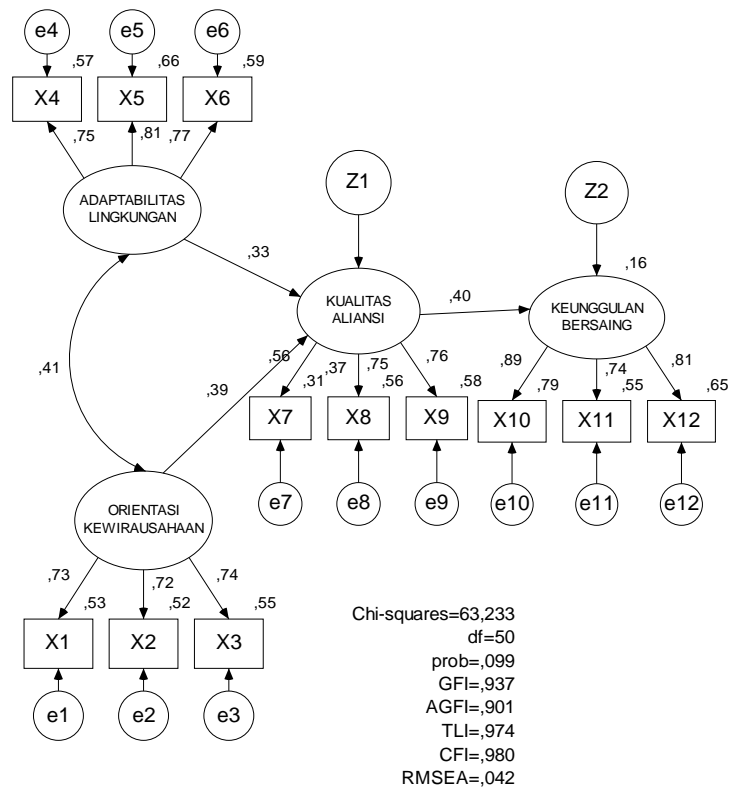 e4
e5
e6
,57
,66
,59
X4
X5
X6
,75
,81
,77
ADAPTABILITAS
LINGKUNGAN
Z1
Z2
,33
,16
KUALITAS
ALIANSI
,40
KEUNGGULAN
BERSAING
,41
,39
,56
,37
,75
,76
,89
,74
,81
,31
,56
,58
,79
,55
,65
X7
X8
X9
X10
X11
X12
e7
e8
e9
e10
e11
e12
ORIENTASI
KEWIRAUSAHAAN
,73
,72
,74
,53
,52
,55
X1
X2
X3
e1
e2
e3
Chi-squares=63,233
df=50
prob=,099
GFI=,937
AGFI=,901
TLI=,974
CFI=,980
RMSEA=,042